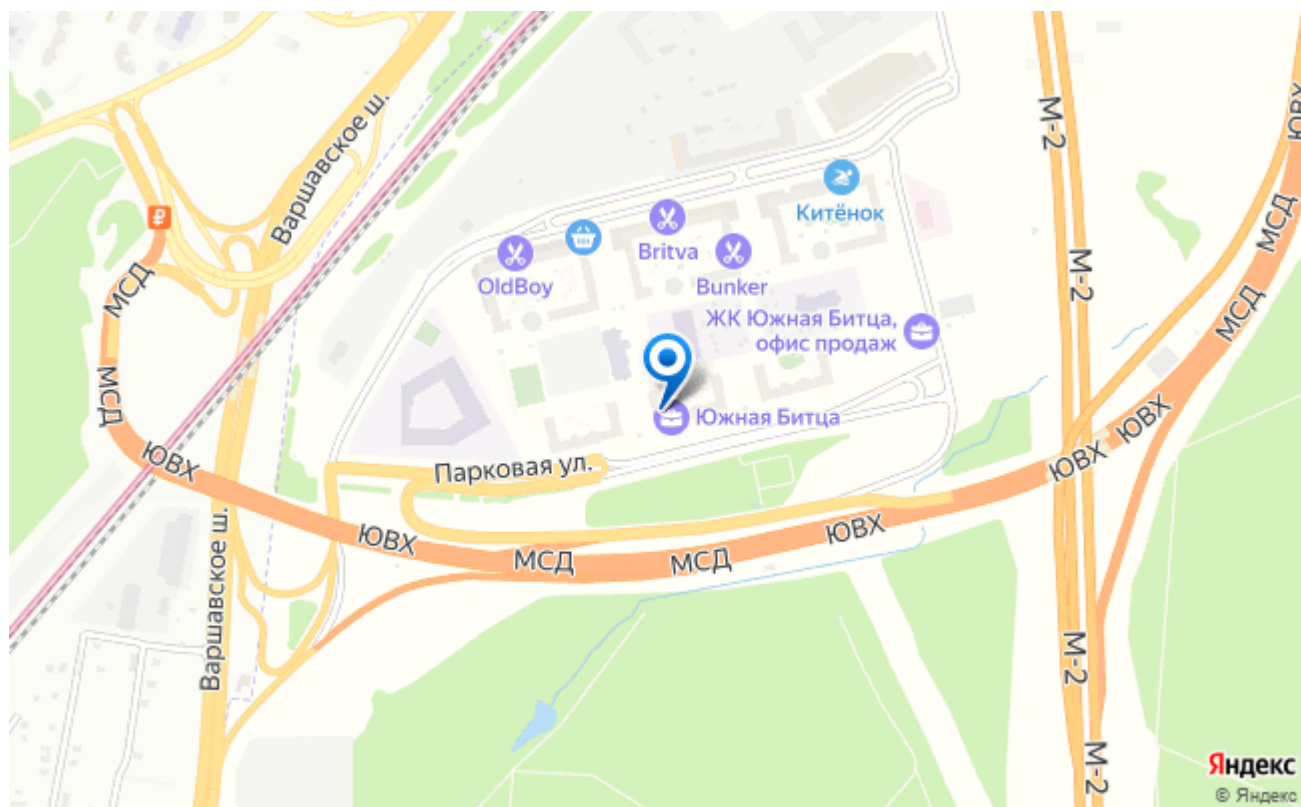 Варшавское ш.
М-2
ЮВХ
МСД
Китёнок
Britva
МСД
OldBoy
Bunker
М-2
ЖК Южная Битца,
офис продаж
МСД
МСД
Южная Битца
ЮВХ
ЮВХ
Парковая ул.
ЮВХ
Варшавское ш.
ЮВХ
ЮВХ
МСД
МСД
М-2
М-2
Яндекс
© Яндекс